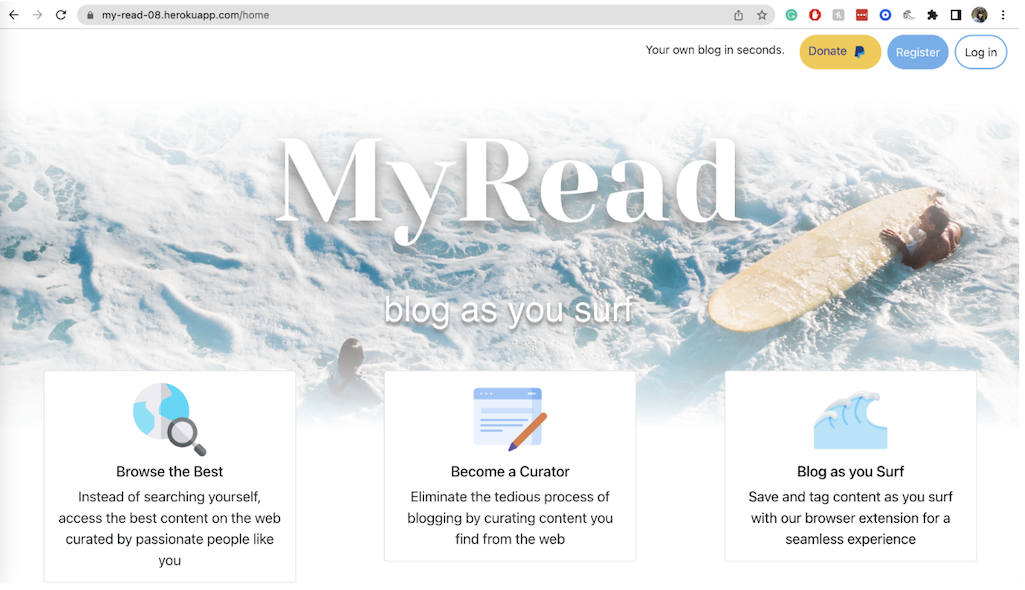 my-read-08.herokuapp.com/home
Your own blog in seconds.
Donate
Register
Log in
MyRead
blog as you surf
Browse the Best
Instead of searching yourself,
access the best content on the web
curated by passionate people like
you
Become a Curator
Eliminate the tedious process of
blogging by curating content you
find from the web
Blog as you Surf
Save and tag content as you surf
with our browser extension for a
seamless experience